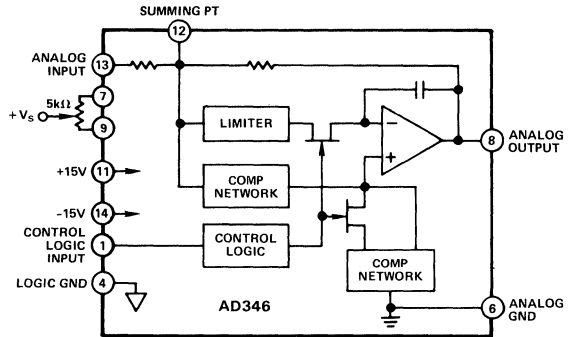 SUMMING PT
12
ANALOG
INPUT
13
7
5kΩ
+VS
9
+15V
11
-15V
14
CONTROL
LOGIC
INPUT
1
LOGIC GND
4
LIMITER
COMP
NETWORK
CONTROL
LOGIC
-
+
COMP
NETWORK
8
ANALOG
OUTPUT
6
ANALOG
GND
AD346